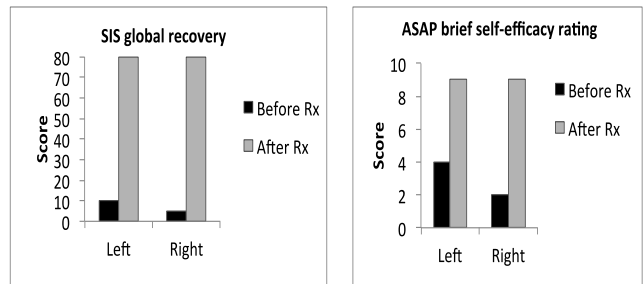 SIS global recovery
80
70
60
50
40
30
20
10
0
Score
Left
Right
Before Rx
After Rx
ASAP brief self-efficacy rating
10
8
6
4
2
0
Score
Left
Right
Before Rx
After Rx